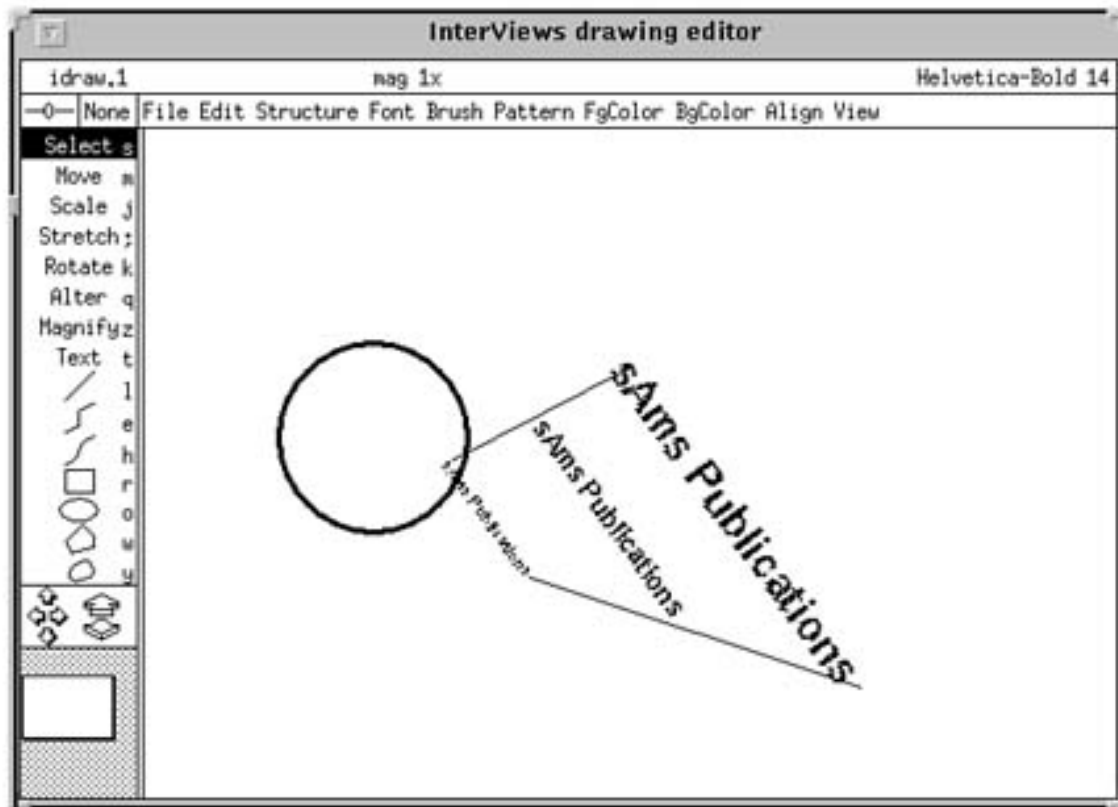 InterViews drawing editor
idraw.1 mag 1x Helvetica-Bold 14
0 None File Edit Structure Font Brush Pattern FgColor BgColor Align View
Select s
Move m
Scale j
Stretch ;
Rotate k
Alter q
Magnify z
Text t
l
e
h
r
o
w
y
sAms Publications
sAms Publications